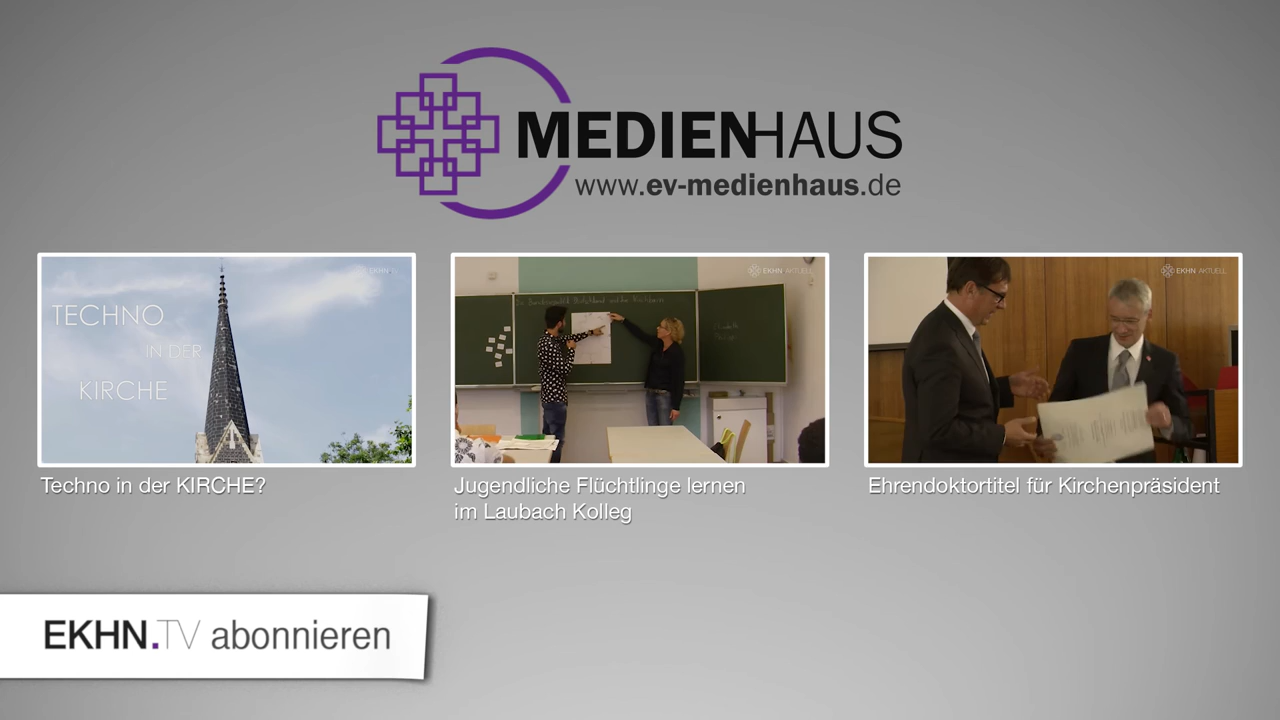 MEDIENHAUS
www.ev-medienhaus.de
TECHNO
IN DER
KIRCHE
EKHN
EKHN AKTUELL
EKHN AKTUELL
Techno in der KIRCHE?
Jugendliche Flüchtlinge lernen
im Laubach Kolleg
Ehrendoktortitel für Kirchenpräsident
EKHN.TV abonnieren